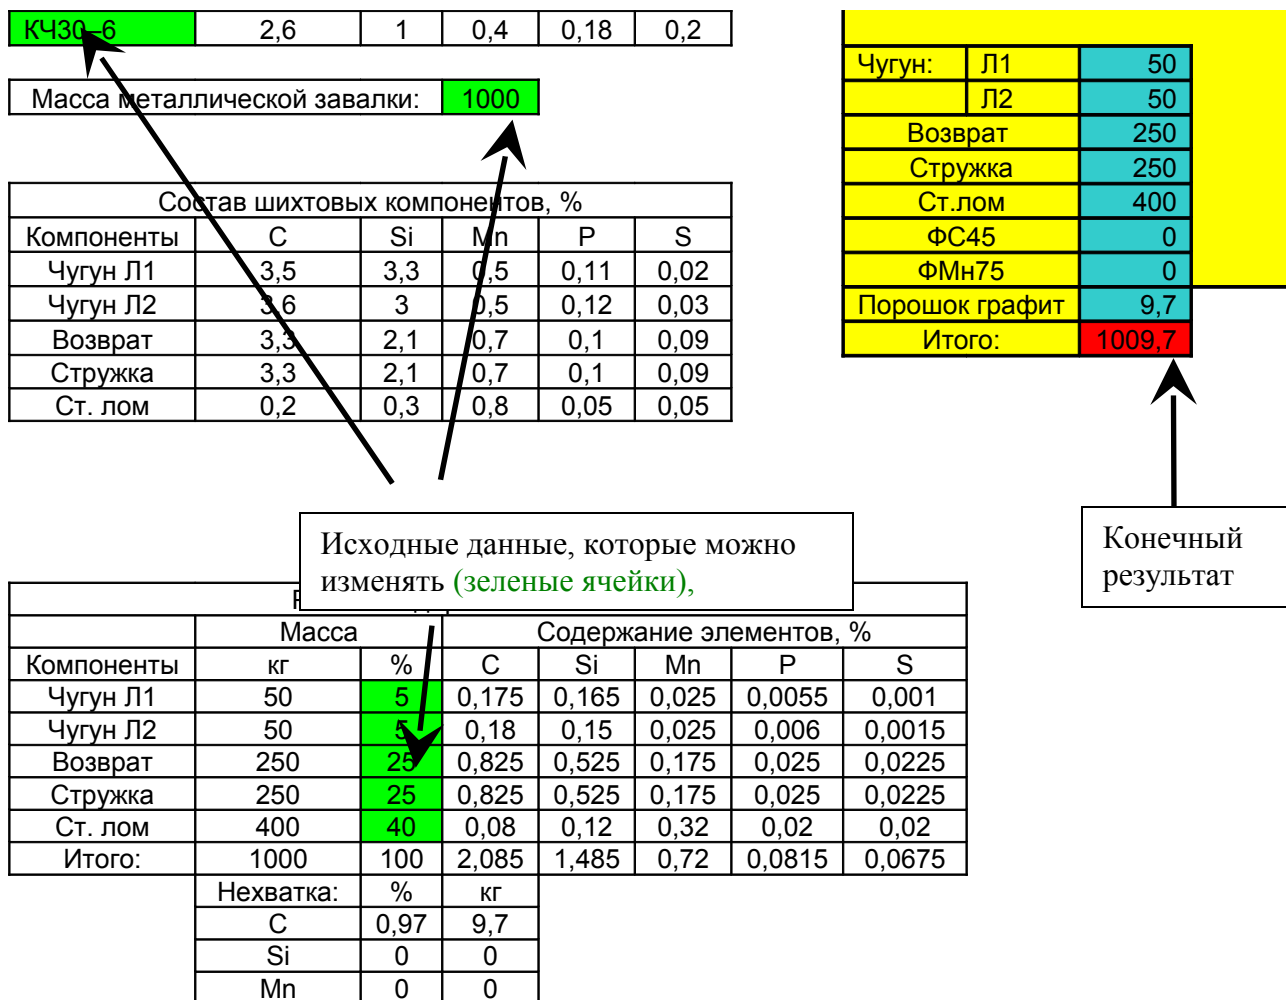 КЧ30–6 2,6 1 0,4 0,18 0,2
Масса металлической завалки: 1000
Состав шихтовых компонентов, %
Компоненты C Si Mn P S
Чугун Л1 3,5 3,3 0,5 0,11 0,02
Чугун Л2 3,6 3 0,5 0,12 0,03
Возврат 3,3 2,1 0,7 0,1 0,09
Стружка 3,3 2,1 0,7 0,1 0,09
Ст. лом 0,2 0,3 0,8 0,05 0,05
Чугун: Л1 50
Л2 50
Возврат 250
Стружка 250
Ст.лом 400
ФС45 0
ФМн75 0
Порошок графит 9,7
Итого: 1009,7
Исходные данные, которые можно
изменять (зеленые ячейки),
Конечный
результат
Масса Содержание элементов, %
Компоненты кг % C Si Mn P S
Чугун Л1 50 5 0,175 0,165 0,025 0,0055 0,001
Чугун Л2 50 5 0,18 0,15 0,025 0,006 0,0015
Возврат 250 25 0,825 0,525 0,175 0,025 0,0225
Стружка 250 25 0,825 0,525 0,175 0,025 0,0225
Ст. лом 400 40 0,08 0,12 0,32 0,02 0,02
Итого: 1000 100 2,085 1,485 0,72 0,0815 0,0675
Нехватка: % кг
C 0,97 9,7
Si 0 0
Mn 0 0